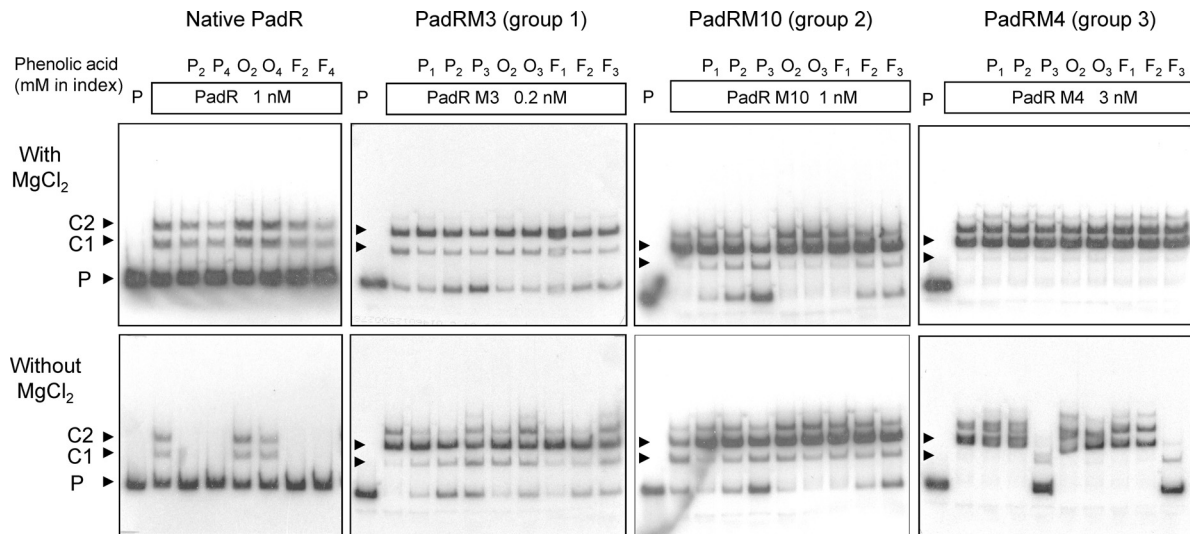 Native PadR PadRM3 (group 1) PadRM10 (group 2) PadRM4 (group 3)
Phenolic acid (mM in index)
P₂ P₄ O₂ O₄ F₂ F₄
P₁ P₂ P₃ O₂ O₃ F₁ F₂ F₃
P₁ P₂ P₃ O₂ O₃ F₁ F₂ F₃
P₁ P₂ P₃ O₂ O₃ F₁ F₂ F₃
P PadR 1 nM
P PadR M3 0.2 nM
P PadR M10 1 nM
P PadR M4 3 nM
With
MgCl₂
C2
C1
P
Without
MgCl₂
C2
C1
P